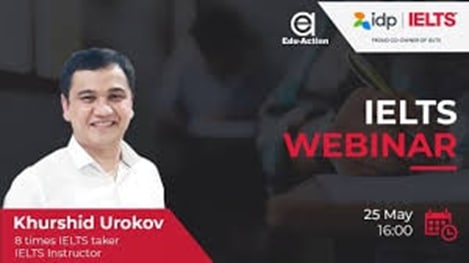 Edu-Action
idp | IELTS
PROUD CO-OWNER OF IELTS
IELTS
WEBINAR
25 May
16:00
Khurshid Urokov
8 times IELTS taker
IELTS Instructor